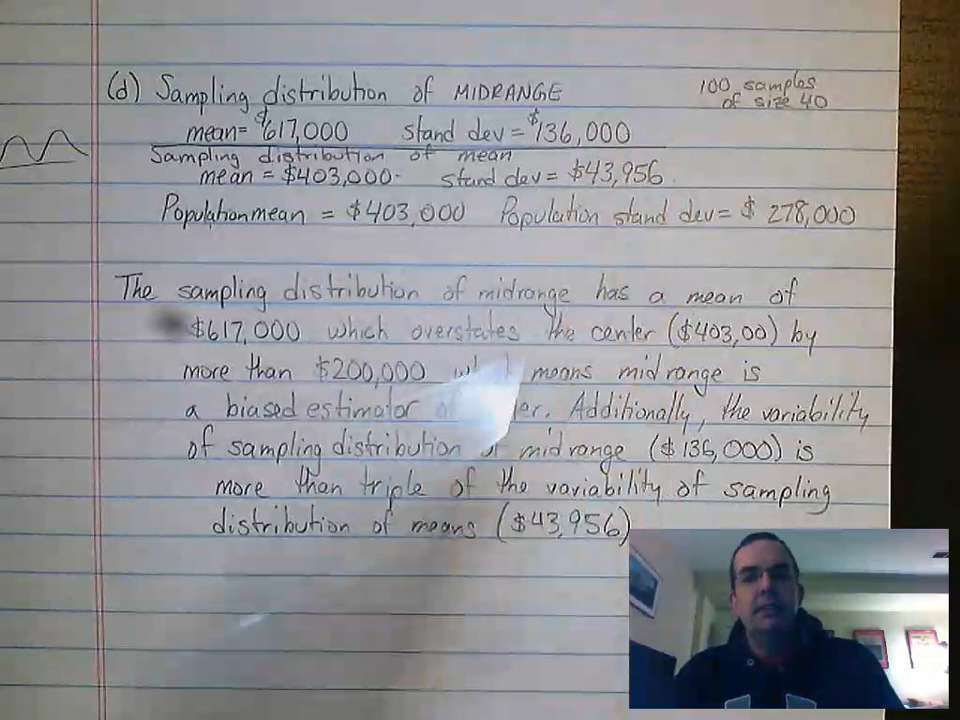 (d) Sampling distribution of MIDRANGE
100 samples
of size 40
mean= $617,000 stand dev = $136,000
Sampling distribution of mean
mean = $403,000 stand dev = $43,956
Population mean = $403,000 Population stand dev = $278,000
The sampling distribution of midrange has a mean of
$617,000 which overstates the center ($403,00) by
more than $200,000 means midrange is
a biased estimator Additionally, the variability
of sampling distribution midrange ($136,000) is
more than triple of the variability of sampling
distribution of means ($43,956)